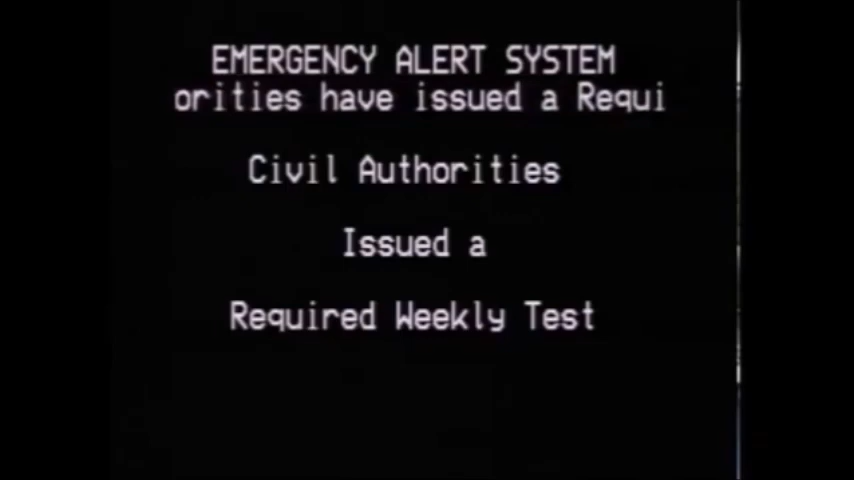 EMERGENCY ALERT SYSTEM
orities have issued a Requi
Civil Authorities
Issued a
Required Weekly Test